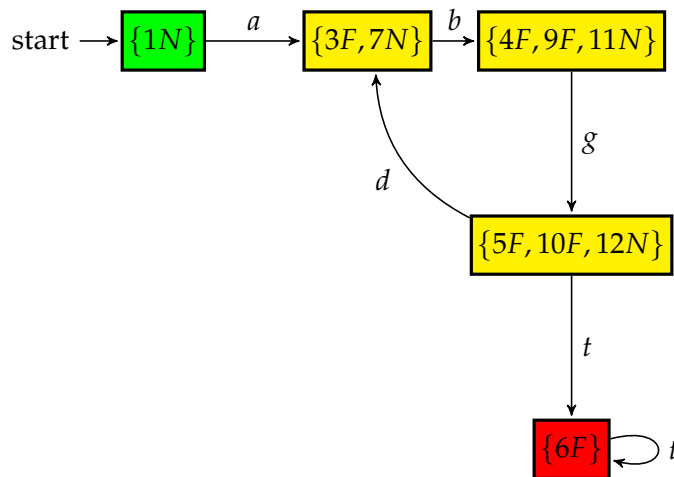 start {1N} a {3F, 7N} b {4F, 9F, 11N}
g
d
{5F, 10F, 12N}
t
{6F} t